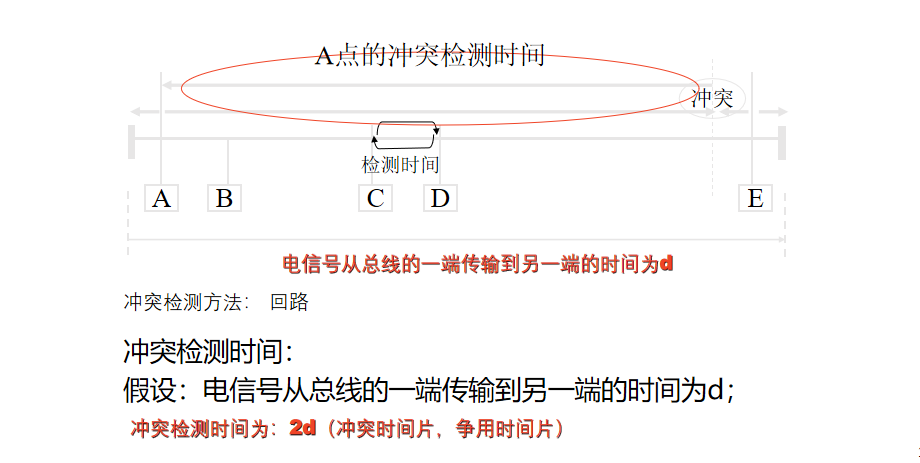 A点的冲突检测时间
冲突
检测时间
A B C D E
电信号从总线的一端传输到另一端的时间为d
冲突检测方法： 回路
冲突检测时间：
假设：电信号从总线的一端传输到另一端的时间为d；
冲突检测时间为：2d（冲突时间片，争用时间片）